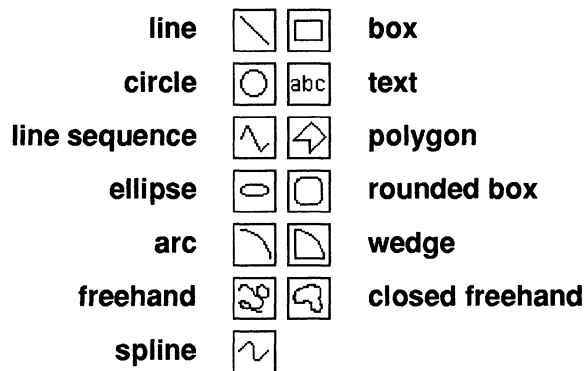 line box
circle abc text
line sequence polygon
ellipse rounded box
arc wedge
freehand closed freehand
spline